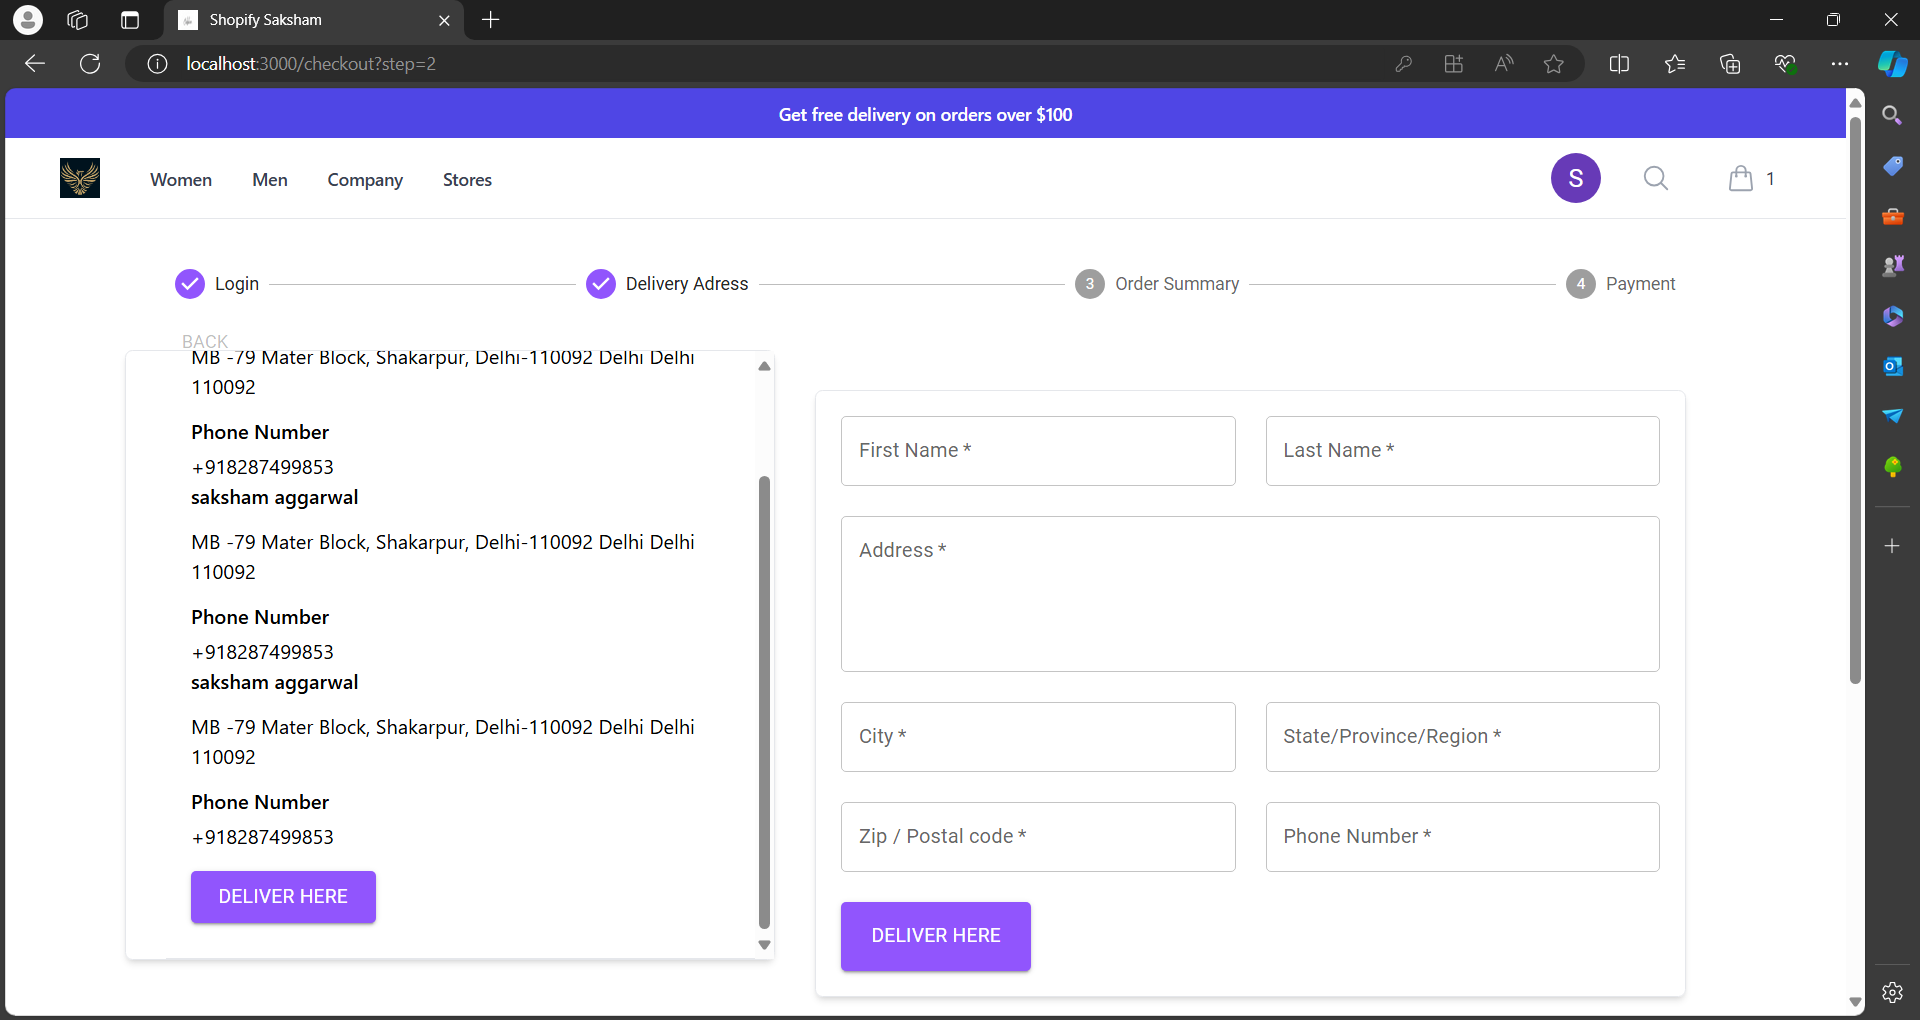 Shopify Saksham
localhost:3000/checkout?step=2
Get free delivery on orders over $100
Women Men Company Stores S 1
Login Delivery Adress 3 Order Summary 4 Payment
BACK
MB -79 Mater Block, Shakarpur, Delhi-110092 Delhi Delhi
110092
Phone Number
+918287499853
saksham aggarwal
MB -79 Mater Block, Shakarpur, Delhi-110092 Delhi Delhi
110092
Phone Number
+918287499853
saksham aggarwal
MB -79 Mater Block, Shakarpur, Delhi-110092 Delhi Delhi
110092
Phone Number
+918287499853
DELIVER HERE
First Name * Last Name *
Address *
City * State/Province/Region *
Zip / Postal code * Phone Number *
DELIVER HERE